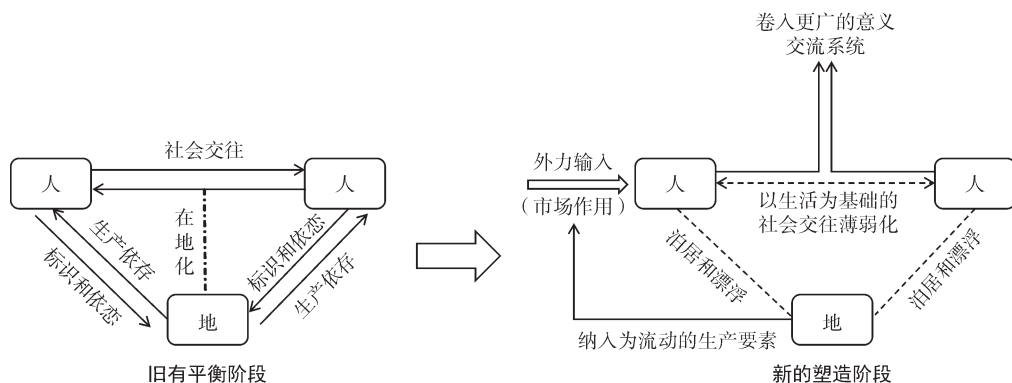 社会交往
人
人
在地化
生产依存
标识和依恋
标识和依恋
生产依存
地
旧有平衡阶段
卷入更广的意义
交流系统
外力输入
（市场作用）
人
人
以生活为基础的
社会交往薄弱化
泊居和漂浮
泊居和漂浮
地
纳入为流动的生产要素
新的塑造阶段